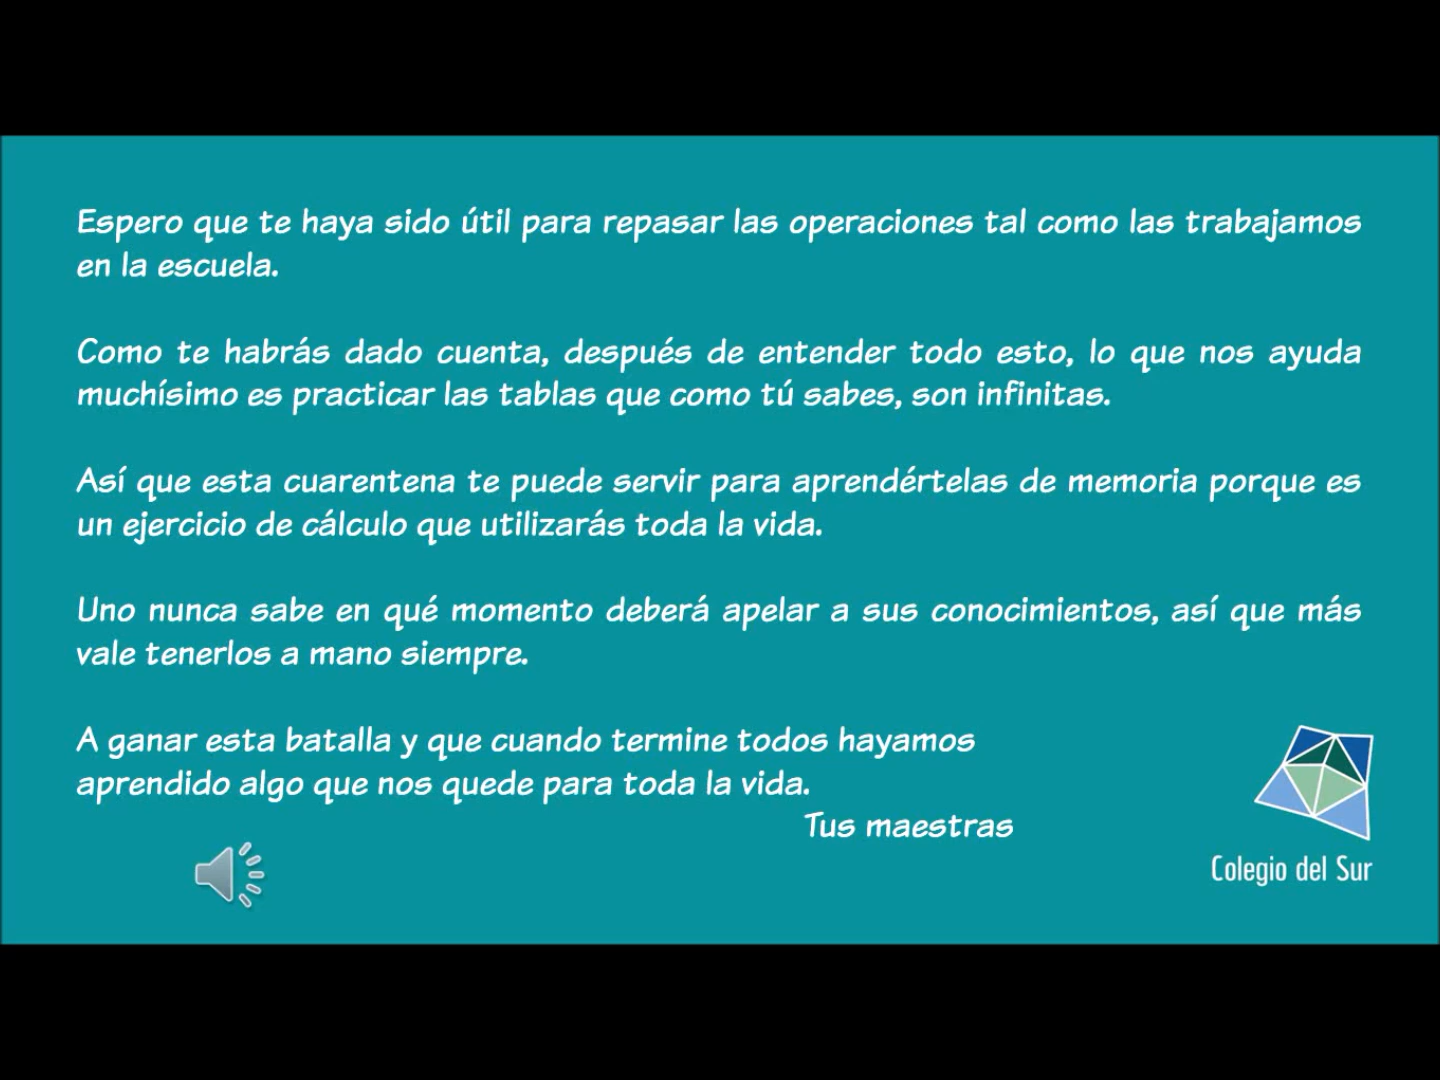 Espero que te haya sido útil para repasar las operaciones tal como las trabajamos
en la escuela.
Como te habrás dado cuenta, después de entender todo esto, lo que nos ayuda
muchísimo es practicar las tablas que como tú sabes, son infinitas.
Así que esta cuarentena te puede servir para aprendértelas de memoria porque es
un ejercicio de cálculo que utilizarás toda la vida.
Uno nunca sabe en qué momento deberá apelar a sus conocimientos, así que más
vale tenerlos a mano siempre.
A ganar esta batalla y que cuando termine todos hayamos
aprendido algo que nos quede para toda la vida.
Tus maestras
Colegio del Sur